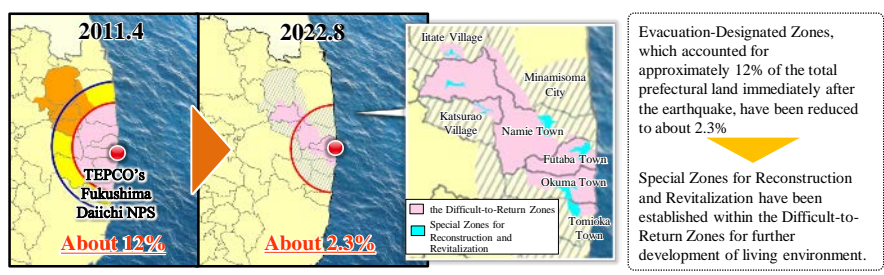 2011.4
TEPCO's
Fukushima
Daiichi NPS
About 12%
2022.8
About 2.3%
Iitate Village
Minamisoma
City
Katsurao
Village
Namie Town
Futaba Town
Okuma Town
Tomioka
Town
the Difficult-to-Return Zones
Special Zones for
Reconstruction and
Revitalization
Evacuation-Designated Zones,
which accounted for
approximately 12% of the total
prefectural land immediately after
the earthquake, have been reduced
to about 2.3%
Special Zones for Reconstruction
and Revitalization have been
established within the Difficult-to-
Return Zones for further
development of living environment.